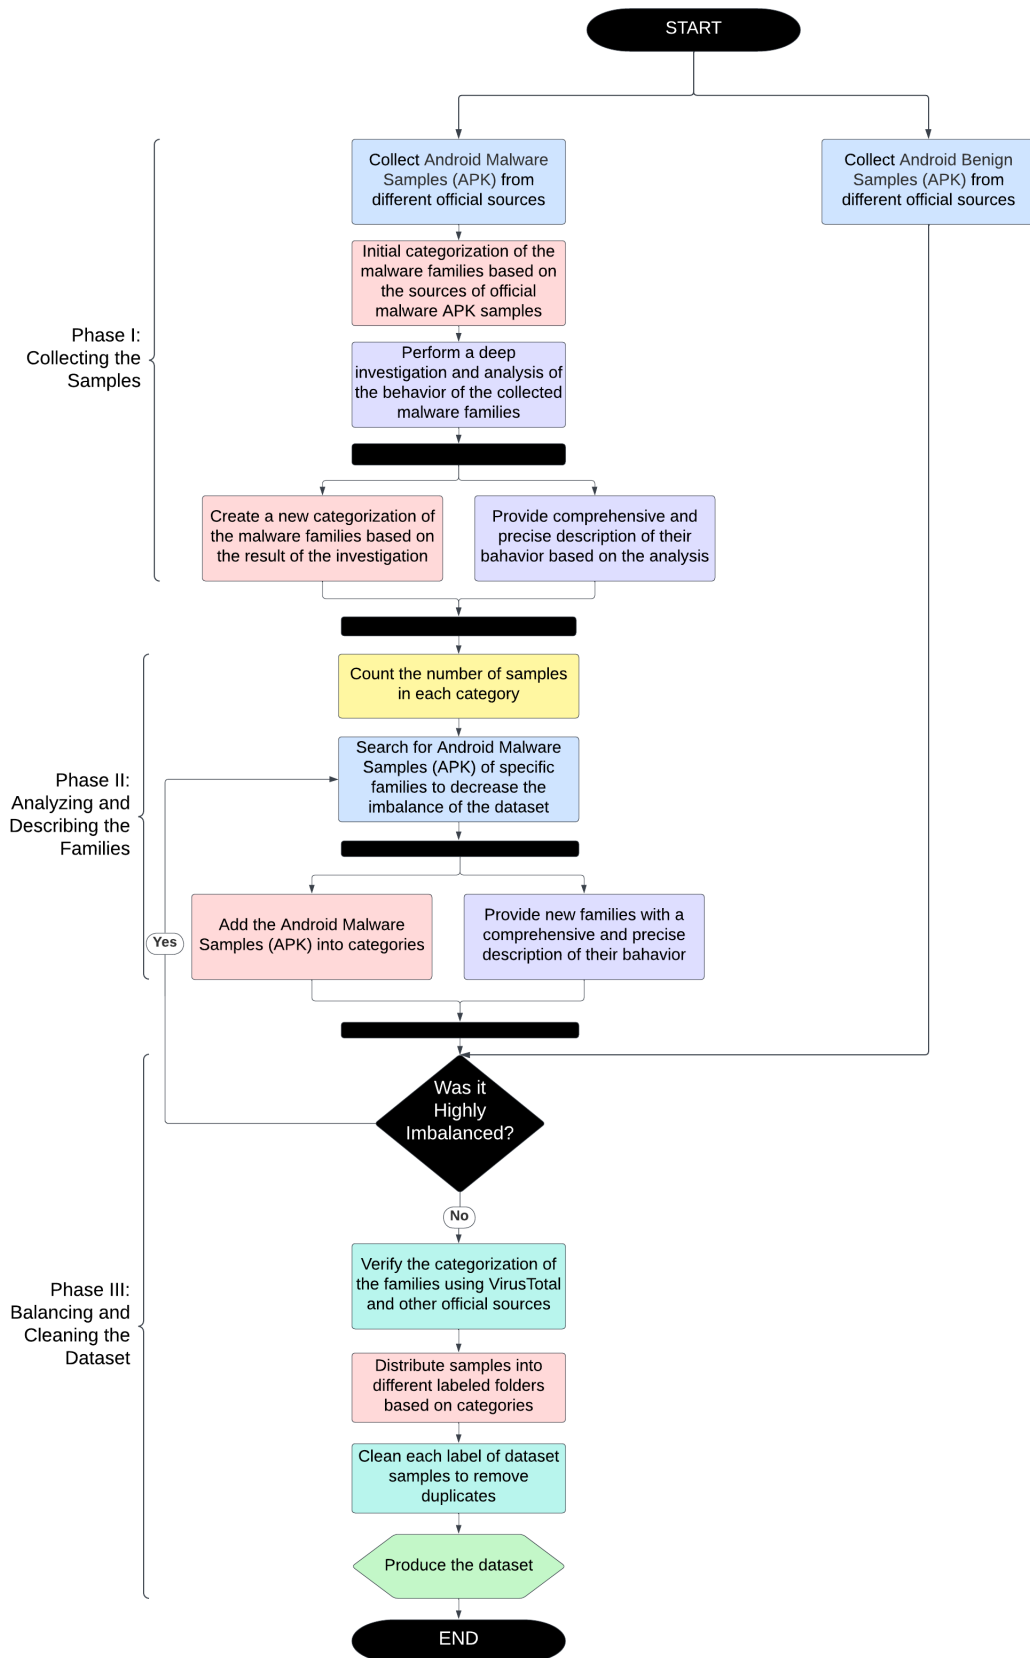 START
Collect Android Malware
Samples (APK) from
different official sources
Collect Android Benign
Samples (APK) from
different official sources
Initial categorization of the
malware families based on
the sources of official
malware APK samples
Phase I:
Collecting the
Samples
Perform a deep
investigation and analysis of
the behavior of the collected
malware families
Create a new categorization of
the malware families based on
the result of the investigation
Provide comprehensive and
precise description of their
bahavior based on the analysis
Count the number of samples
in each category
Search for Android Malware
Samples (APK) of specific
families to decrease the
imbalance of the dataset
Phase II:
Analyzing and
Describing the
Families
Add the Android Malware
Samples (APK) into categories
Provide new families with a
comprehensive and precise
description of their bahavior
Yes
Was it
Highly
Imbalanced?
No
Verify the categorization of
the families using VirusTotal
and other official sources
Phase III:
Balancing and
Cleaning the
Dataset
Distribute samples into
different labeled folders
based on categories
Clean each label of dataset
samples to remove
duplicates
Produce the dataset
END